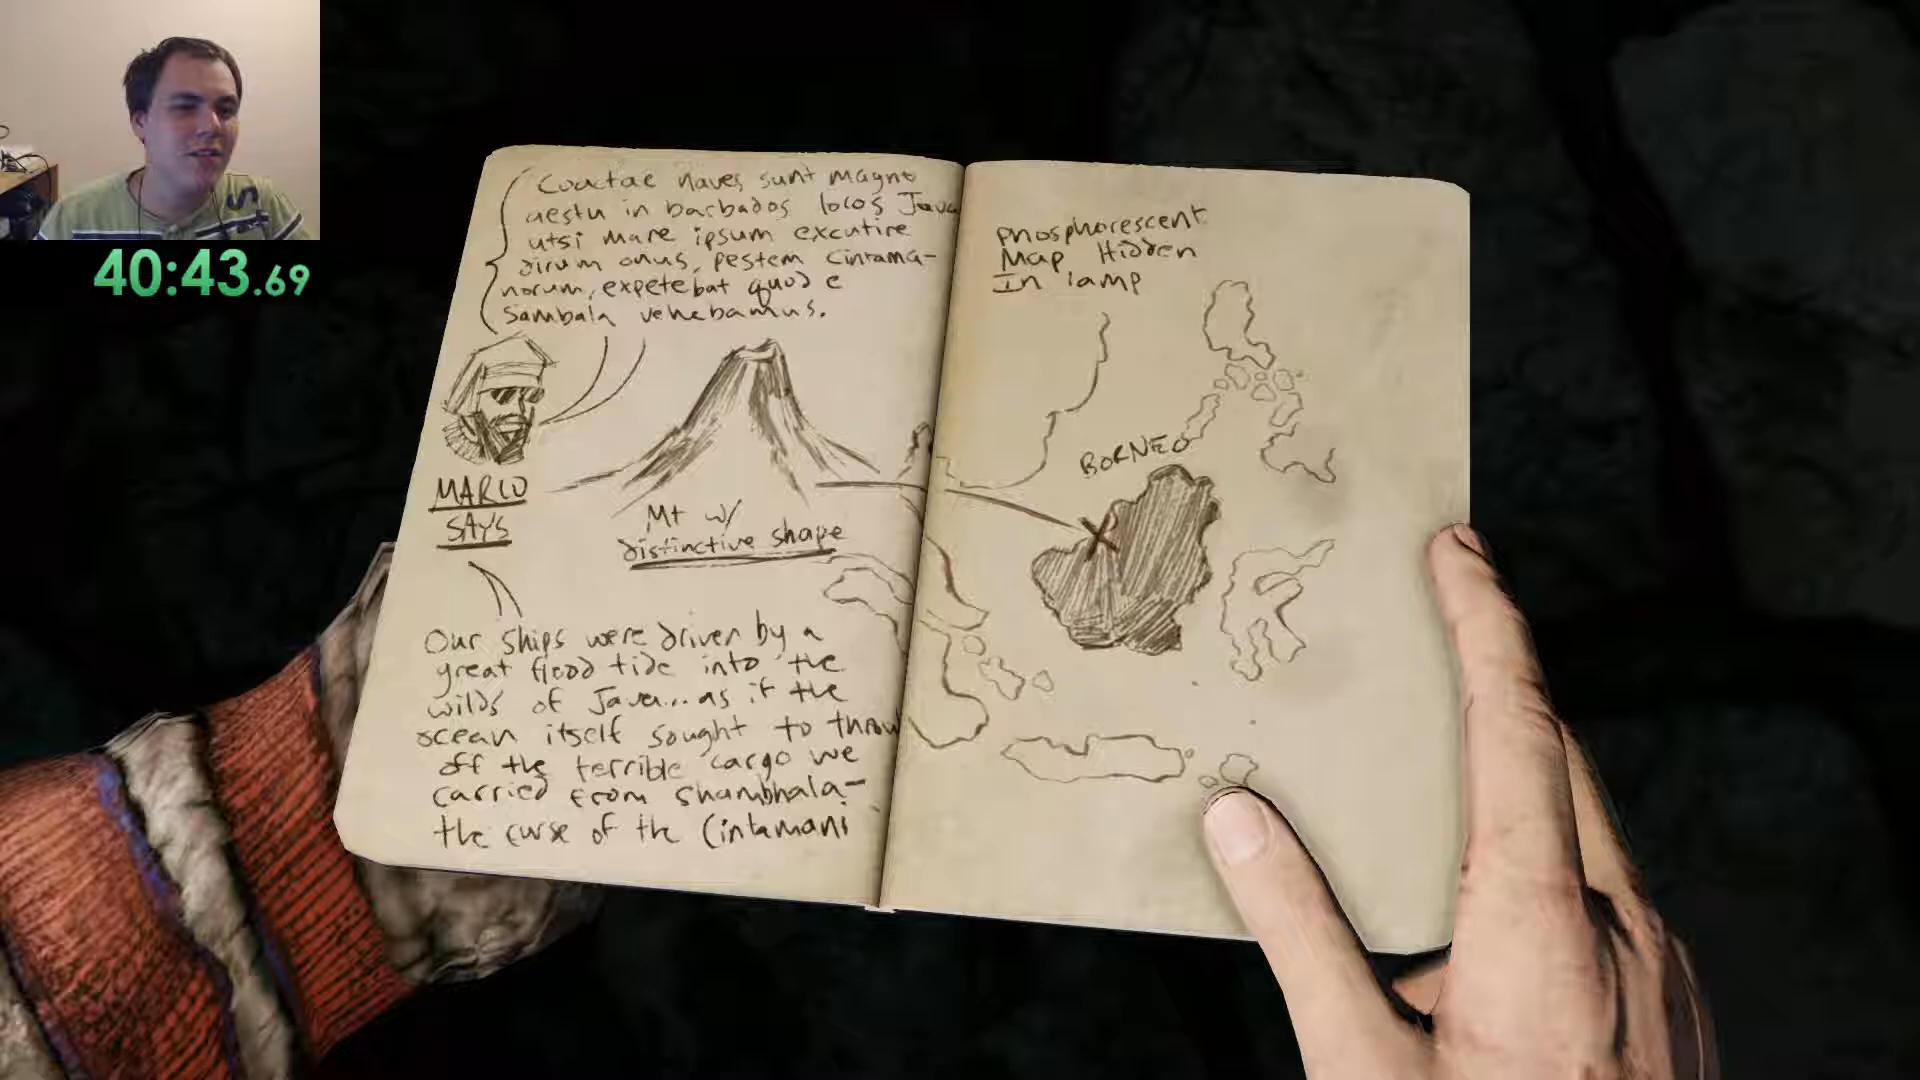 40:43.69
Coactae naves sunt magno
aestu in barbados locos Java
utsi mare ipsum excutire
dirum onus, pestem cintama-
norum, expetebat quod e
Sambala vehebamus.
MARCO
SAYS
Mt w/
distinctive shape
Our ships were driven by a
great flood tide into the
wilds of Java... as if the
ocean itself sought to throw
off the terrible cargo we
carried from Shambhala-
the curse of the Cintamani
Phosphorescent
Map Hidden
In lamp
BORNEO
X